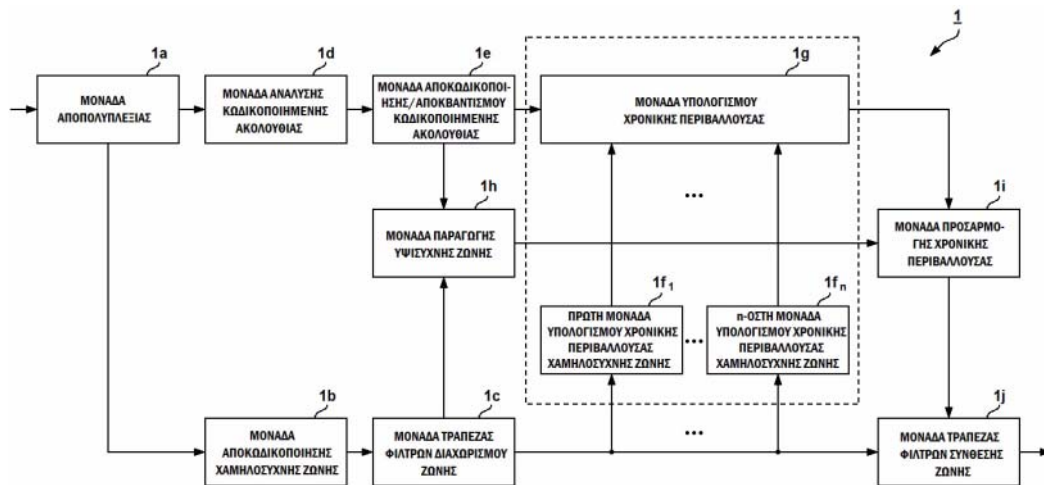 1
1a
ΜΟΝΑΔΑ
ΑΠΟΠΟΛΥΠΛΕΞΙΑΣ
1d
ΜΟΝΑΔΑ ΑΝΑΛΥΣΗΣ
ΚΩΔΙΚΟΠΟΙΗΜΕΝΗΣ
ΑΚΟΛΟΥΘΙΑΣ
1e
ΜΟΝΑΔΑ ΑΠΟΚΩΔΙΚΟΠΟΙ-
ΗΣΗΣ/ΑΠΟΚΒΑΝΤΙΣΜΟΥ
ΚΩΔΙΚΟΠΟΙΗΜΕΝΗΣ
ΑΚΟΛΟΥΘΙΑΣ
1g
ΜΟΝΑΔΑ ΥΠΟΛΟΓΙΣΜΟΥ
ΧΡΟΝΙΚΗΣ ΠΕΡΙΒΑΛΛΟΥΣΑΣ
1h
ΜΟΝΑΔΑ ΠΑΡΑΓΩΓΗΣ
ΥΨΙΣΥΧΝΗΣ ΖΩΝΗΣ
...
1i
ΜΟΝΑΔΑ ΠΡΟΣΑΡΜΟ-
ΓΗΣ ΧΡΟΝΙΚΗΣ
ΠΕΡΙΒΑΛΛΟΥΣΑΣ
1f1
ΠΡΩΤΗ ΜΟΝΑΔΑ
ΥΠΟΛΟΓΙΣΜΟΥ ΧΡΟΝΙΚΗΣ
ΠΕΡΙΒΑΛΛΟΥΣΑΣ
ΧΑΜΗΛΟΣΥΧΝΗΣ ΖΩΝΗΣ
...
1fn
n-ΟΣΤΗ ΜΟΝΑΔΑ
ΥΠΟΛΟΓΙΣΜΟΥ ΧΡΟΝΙΚΗΣ
ΠΕΡΙΒΑΛΛΟΥΣΑΣ
ΧΑΜΗΛΟΣΥΧΝΗΣ ΖΩΝΗΣ
1b
ΜΟΝΑΔΑ
ΑΠΟΚΩΔΙΚΟΠΟΙΗΣΗΣ
ΧΑΜΗΛΟΣΥΧΝΗΣ ΖΩΝΗΣ
1c
ΜΟΝΑΔΑ ΤΡΑΠΕΖΑΣ
ΦΙΛΤΡΩΝ ΔΙΑΧΩΡΙΣΜΟΥ
ΖΩΝΗΣ
...
1j
ΜΟΝΑΔΑ ΤΡΑΠΕΖΑΣ
ΦΙΛΤΡΩΝ ΣΥΝΘΕΣΗΣ
ΖΩΝΗΣ